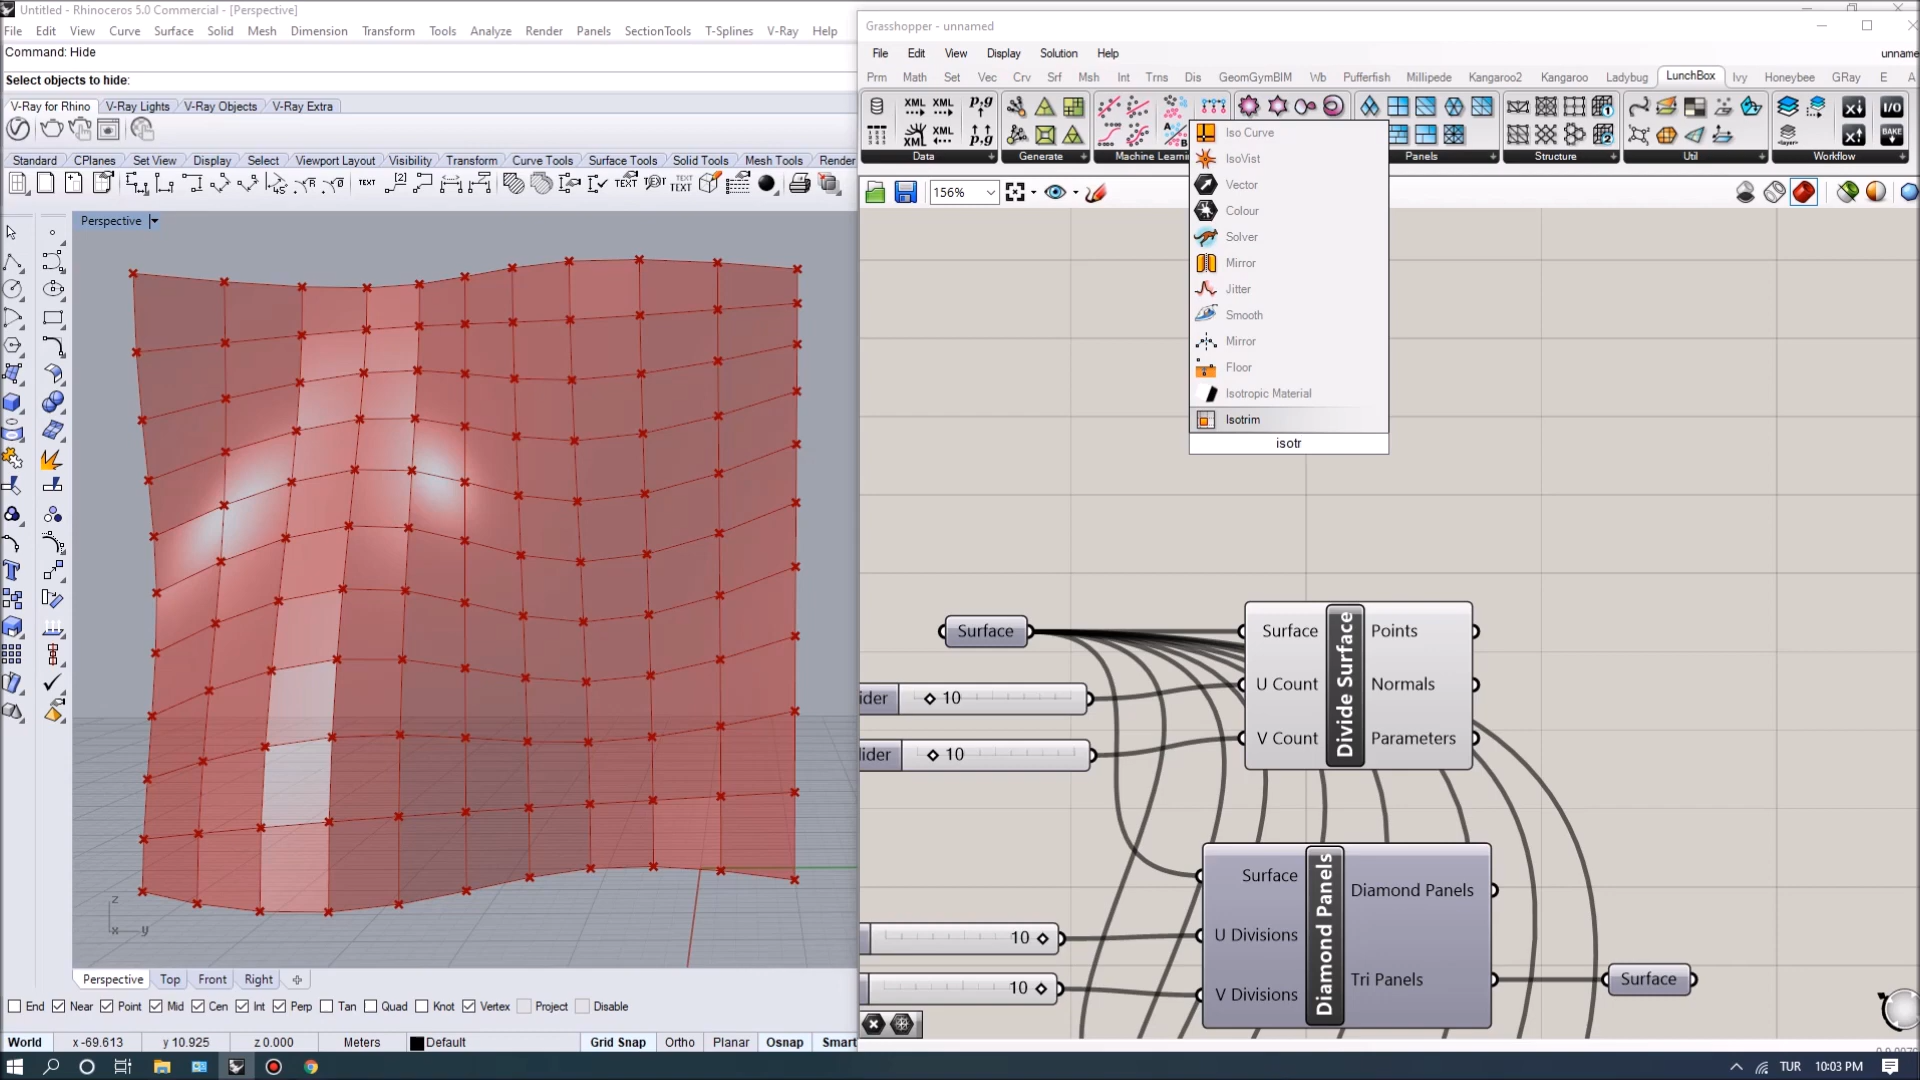 Untitled - Rhinoceros 5.0 Commercial - [Perspective]
File Edit View Curve Surface Solid Mesh Dimension Transform Tools Analyze Render Panels SectionTools T-Splines V-Ray Help
Command: Hide
Select objects to hide:
V-Ray for Rhino V-Ray Lights V-Ray Objects V-Ray Extra
Standard CPlanes Set View Display Select Viewport Layout Visibility Transform Curve Tools Surface Tools Solid Tools Mesh Tools Render
Perspective
z
x y
Perspective Top Front Right
End Near Point Mid Cen Int Perp Tan Quad Knot Vertex Project Disable
World x -69.613 y 10.925 z 0.000 Meters Default Grid Snap Ortho Planar Osnap Smart
Grasshopper - unnamed
File Edit View Display Solution Help unname
Prm Math Set Vec Crv Srf Msh Int Trns Dis GeomGymBIM Wb Pufferfish Millipede Kangaroo2 Kangaroo Ladybug LunchBox Ivy Honeybee GRay E A
Data Generate Machine Learni Panels Structure Util Workflow
156%
Iso Curve
IsoVist
Vector
Colour
Solver
Mirror
Jitter
Smooth
Mirror
Floor
Isotropic Material
Isotrim
isotr
Surface
Surface
U Count
V Count
Divide Surface
Points
Normals
Parameters
ider 10
lider 10
Surface
U Divisions
V Divisions
Diamond Panels
Diamond Panels
Tri Panels
10
10
Surface
TUR 10:03 PM